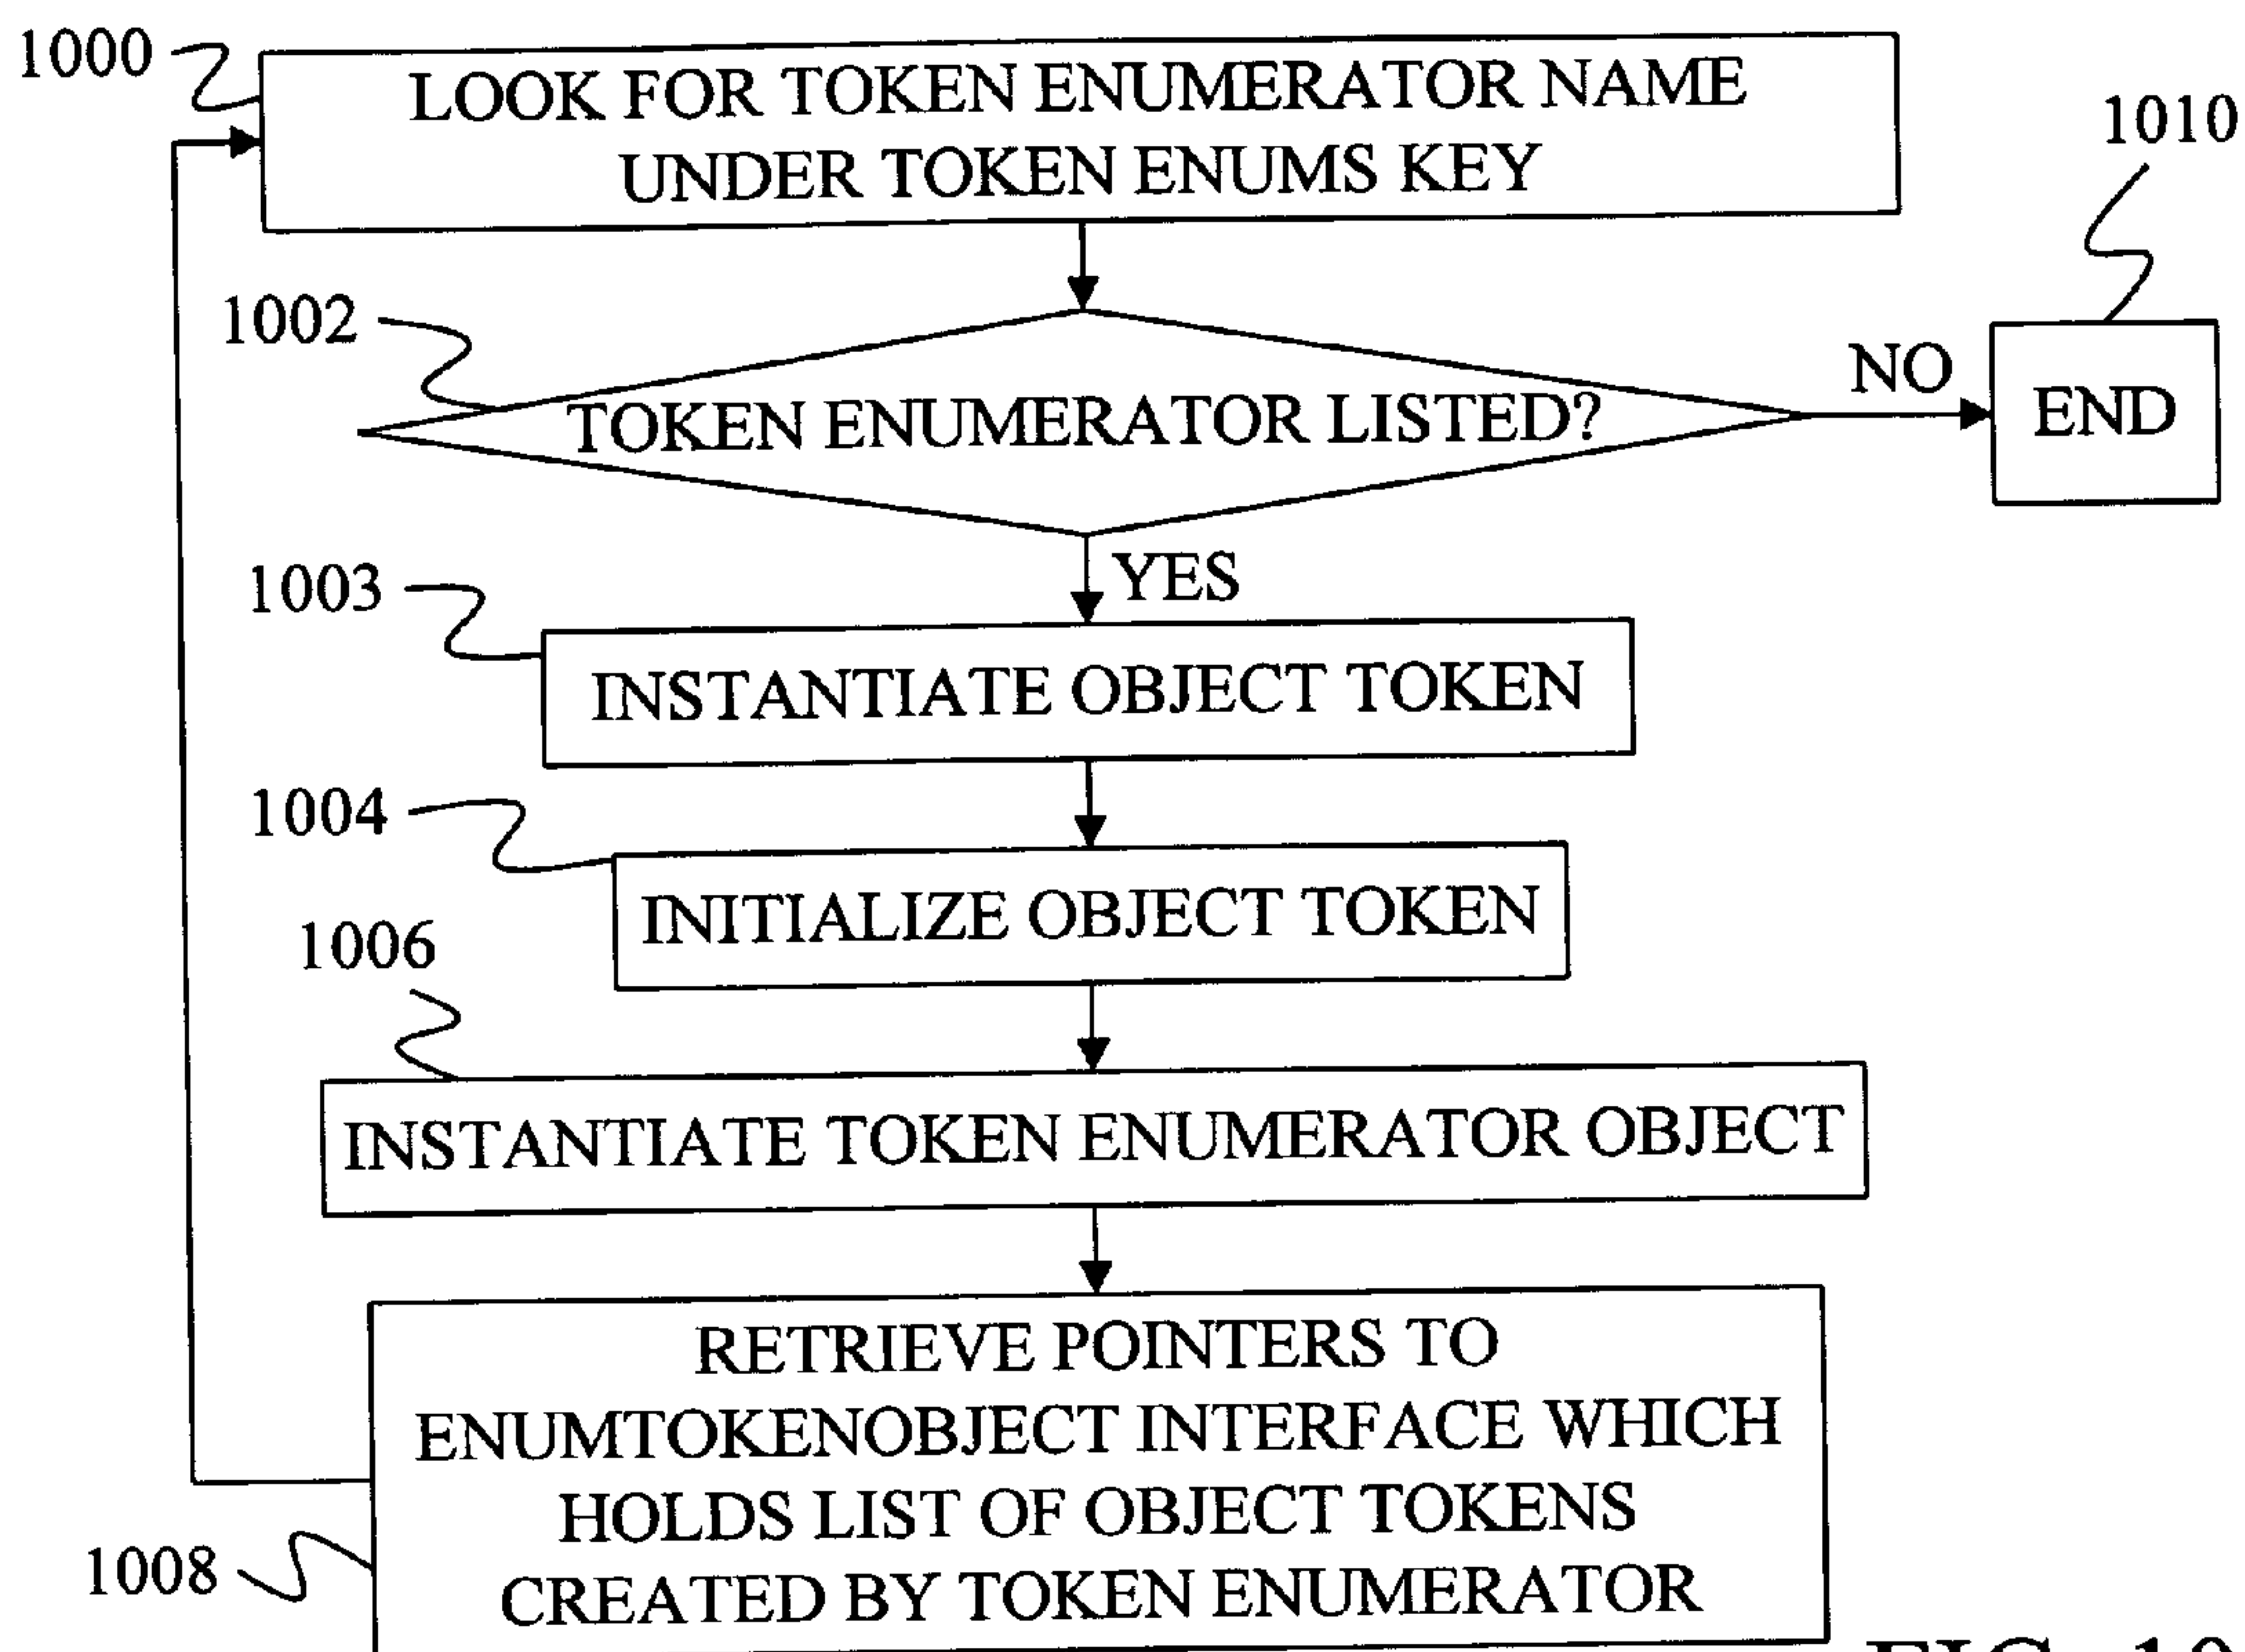 1000
LOOK FOR TOKEN ENUMERATOR NAME
UNDER TOKEN ENUMS KEY
1010
1002
TOKEN ENUMERATOR LISTED?
NO
END
YES
1003
INSTANTIATE OBJECT TOKEN
1004
INITIALIZE OBJECT TOKEN
1006
INSTANTIATE TOKEN ENUMERATOR OBJECT
RETRIEVE POINTERS TO
ENUMTOKENOBJECT INTERFACE WHICH
HOLDS LIST OF OBJECT TOKENS
CREATED BY TOKEN ENUMERATOR
1008